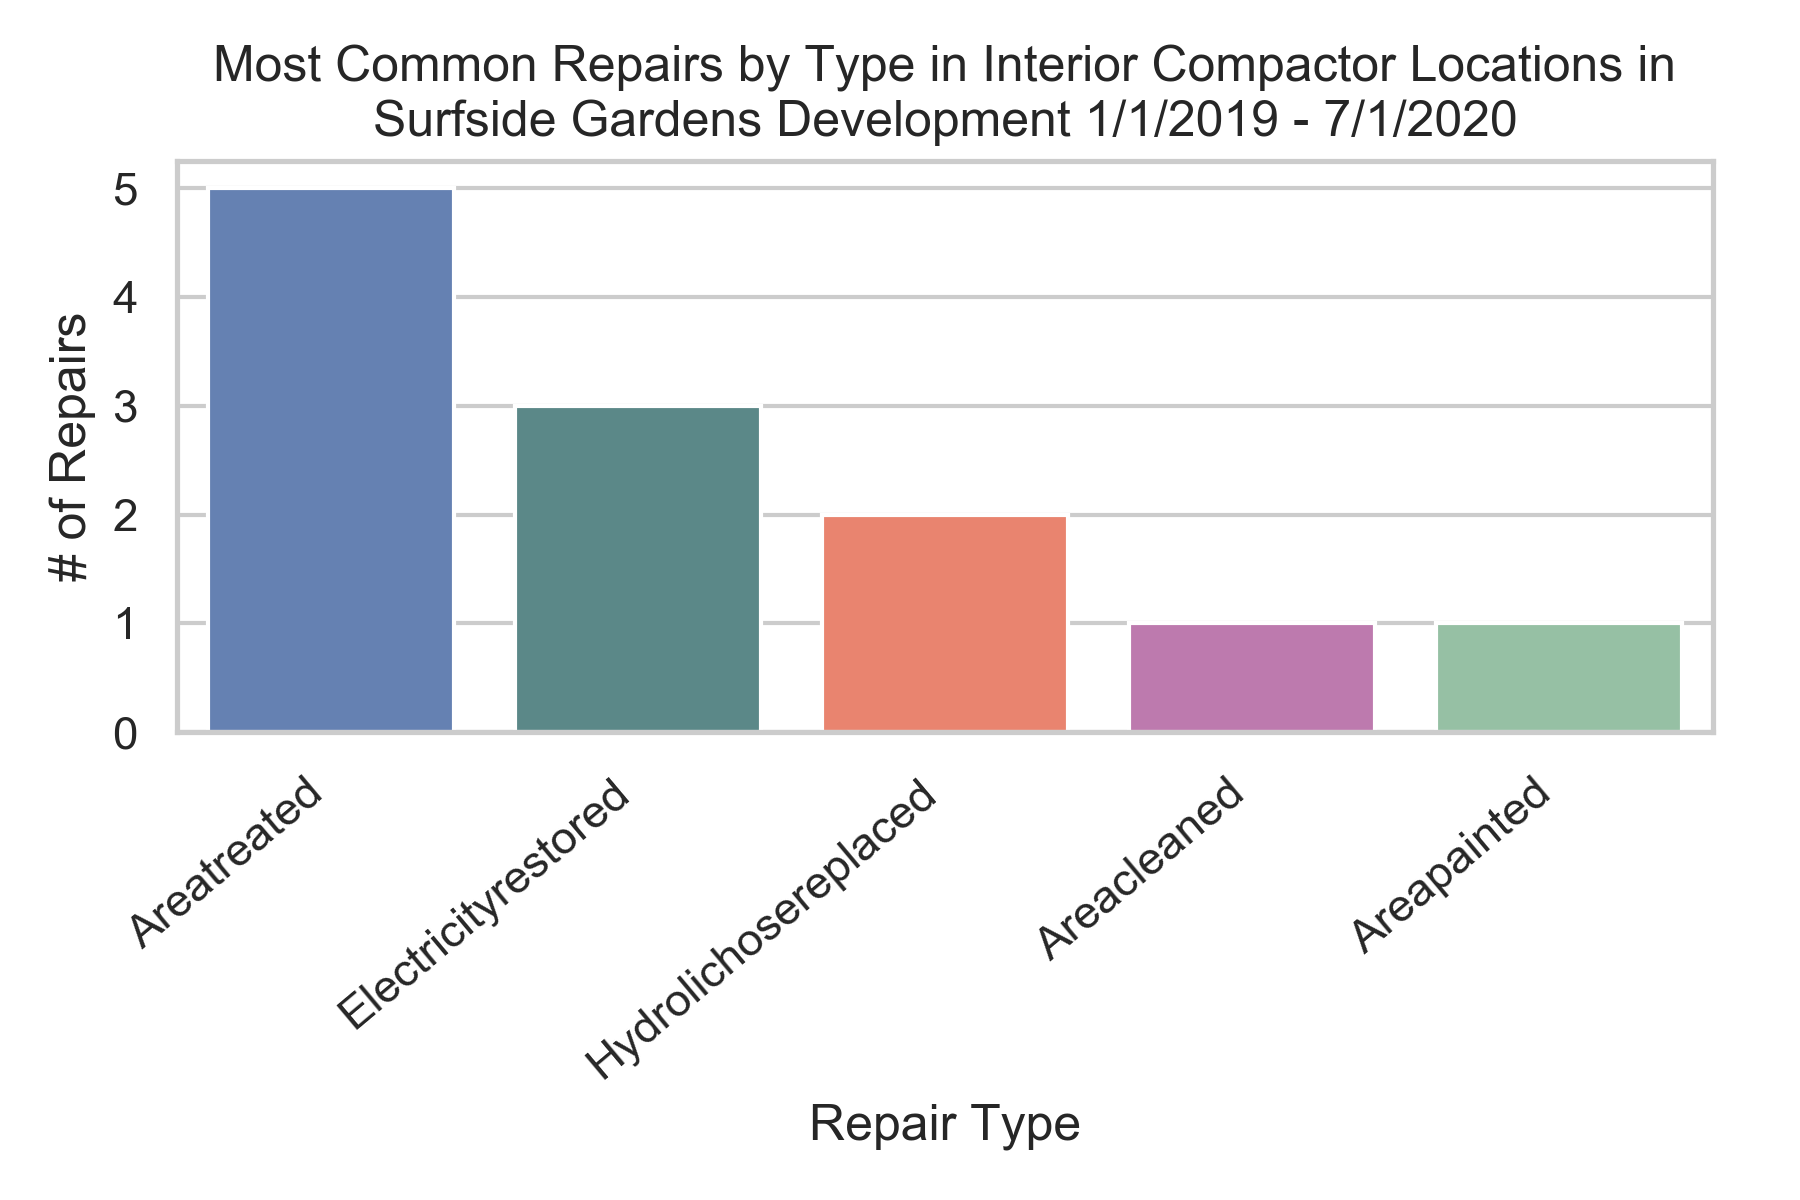 Most Common Repairs by Type in Interior Compactor Locations in
Surfside Gardens Development 1/1/2019 - 7/1/2020
# of Repairs
5
4
3
2
1
0
Areatreated
Electricityrestored
Hydrolichosereplaced
Areacleaned
Areapainted
Repair Type